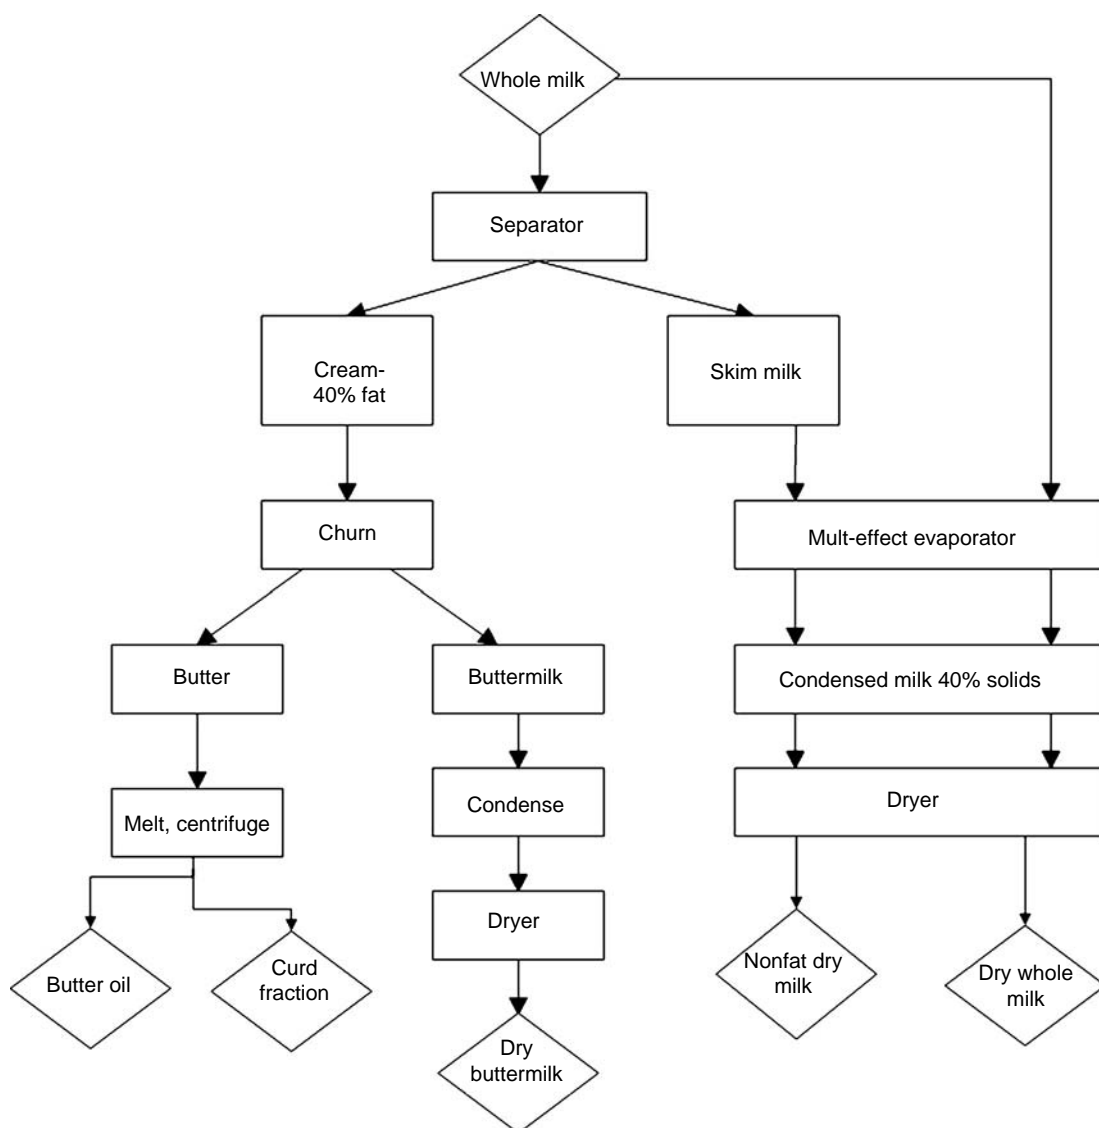 Whole milk
Separator
Cream-
40% fat
Skim milk
Churn
Mult-effect evaporator
Butter
Buttermilk
Condensed milk 40% solids
Melt, centrifuge
Condense
Dryer
Dryer
Butter oil
Curd
fraction
Nonfat dry
milk
Dry whole
milk
Dry
buttermilk